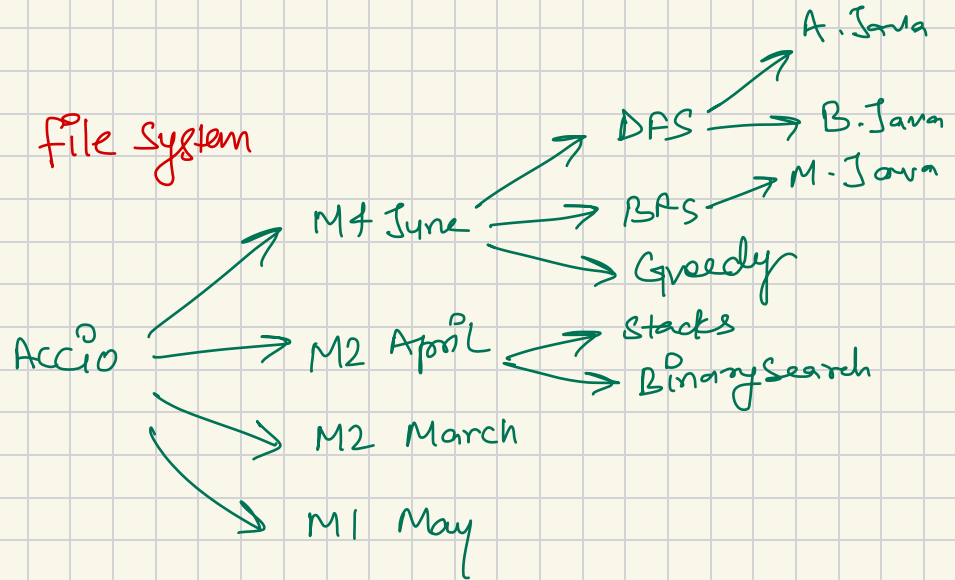 A.Java
File System
DFS
B.Java
M.Java
M4 June
BFS
Greedy
Stacks
Accio
M2 April
BinarySearch
M2 March
M1 May